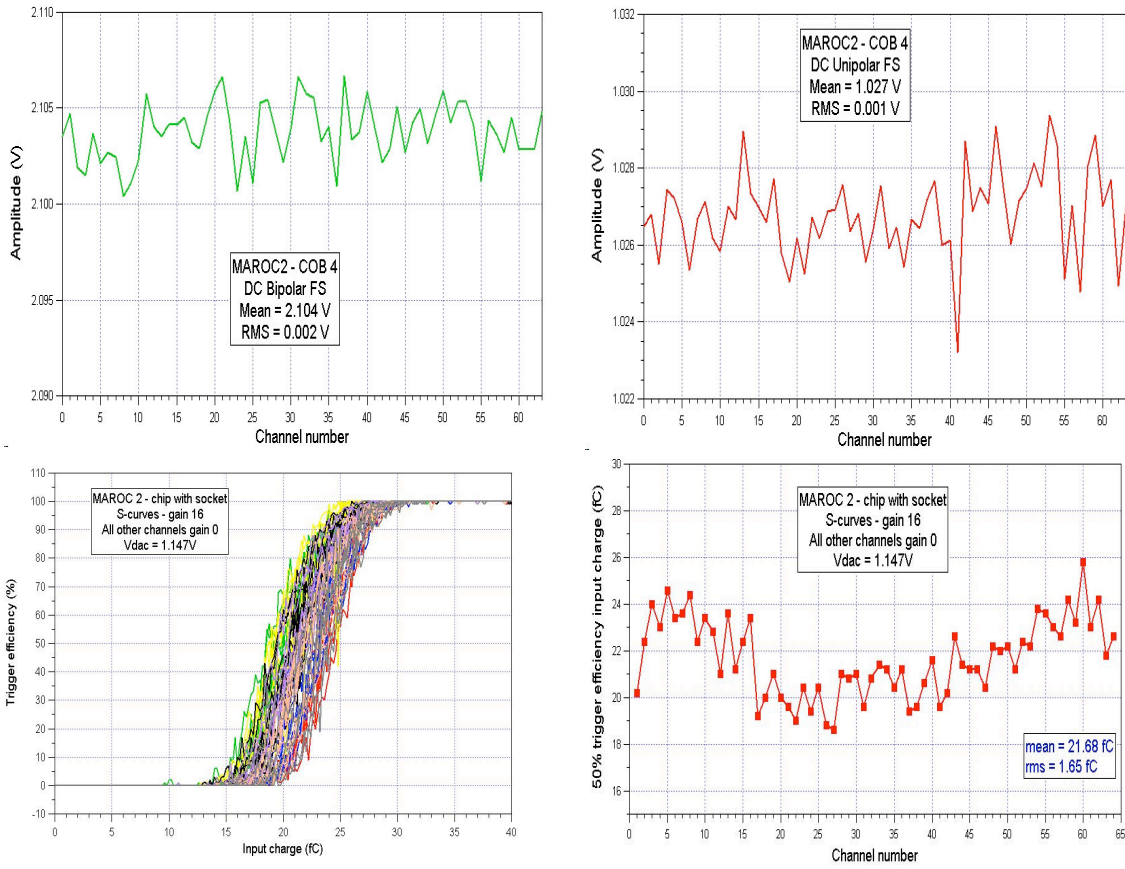 2.110
2.105
2.100
2.095
2.090
Amplitude (V)
MAROC2 - COB 4
DC Bipolar FS
Mean = 2.104 V
RMS = 0.002 V
0 5 10 15 20 25 30 35 40 45 50 55 60
Channel number
1.032
1.030
1.028
1.026
1.024
1.022
Amplitude (V)
MAROC2 - COB 4
DC Unipolar FS
Mean = 1.027 V
RMS = 0.001 V
0 5 10 15 20 25 30 35 40 45 50 55 60
Channel number
110
100
90
80
70
60
50
40
30
20
10
0
-10
Trigger efficiency (%)
MAROC 2 - chip with socket
S-curves - gain 16
All other channels gain 0
Vdac = 1.147V
0 5 10 15 20 25 30 35 40
Input charge (fC)
30
28
26
24
22
20
18
16
50% trigger efficiency input charge (fC)
MAROC 2 - chip with socket
S-curves - gain 16
All other channels gain 0
Vdac = 1.147V
mean = 21.68 fC
rms = 1.65 fC
0 5 10 15 20 25 30 35 40 45 50 55 60 65
Channel number